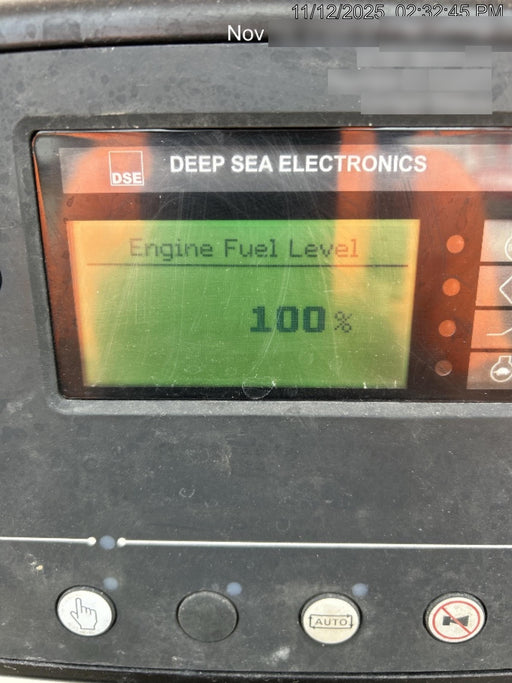 11/12/2025 02:32:45 PM
Nov
DSE
DEEP SEA ELECTRONICS
Engine Fuel Level
100%
AUTO